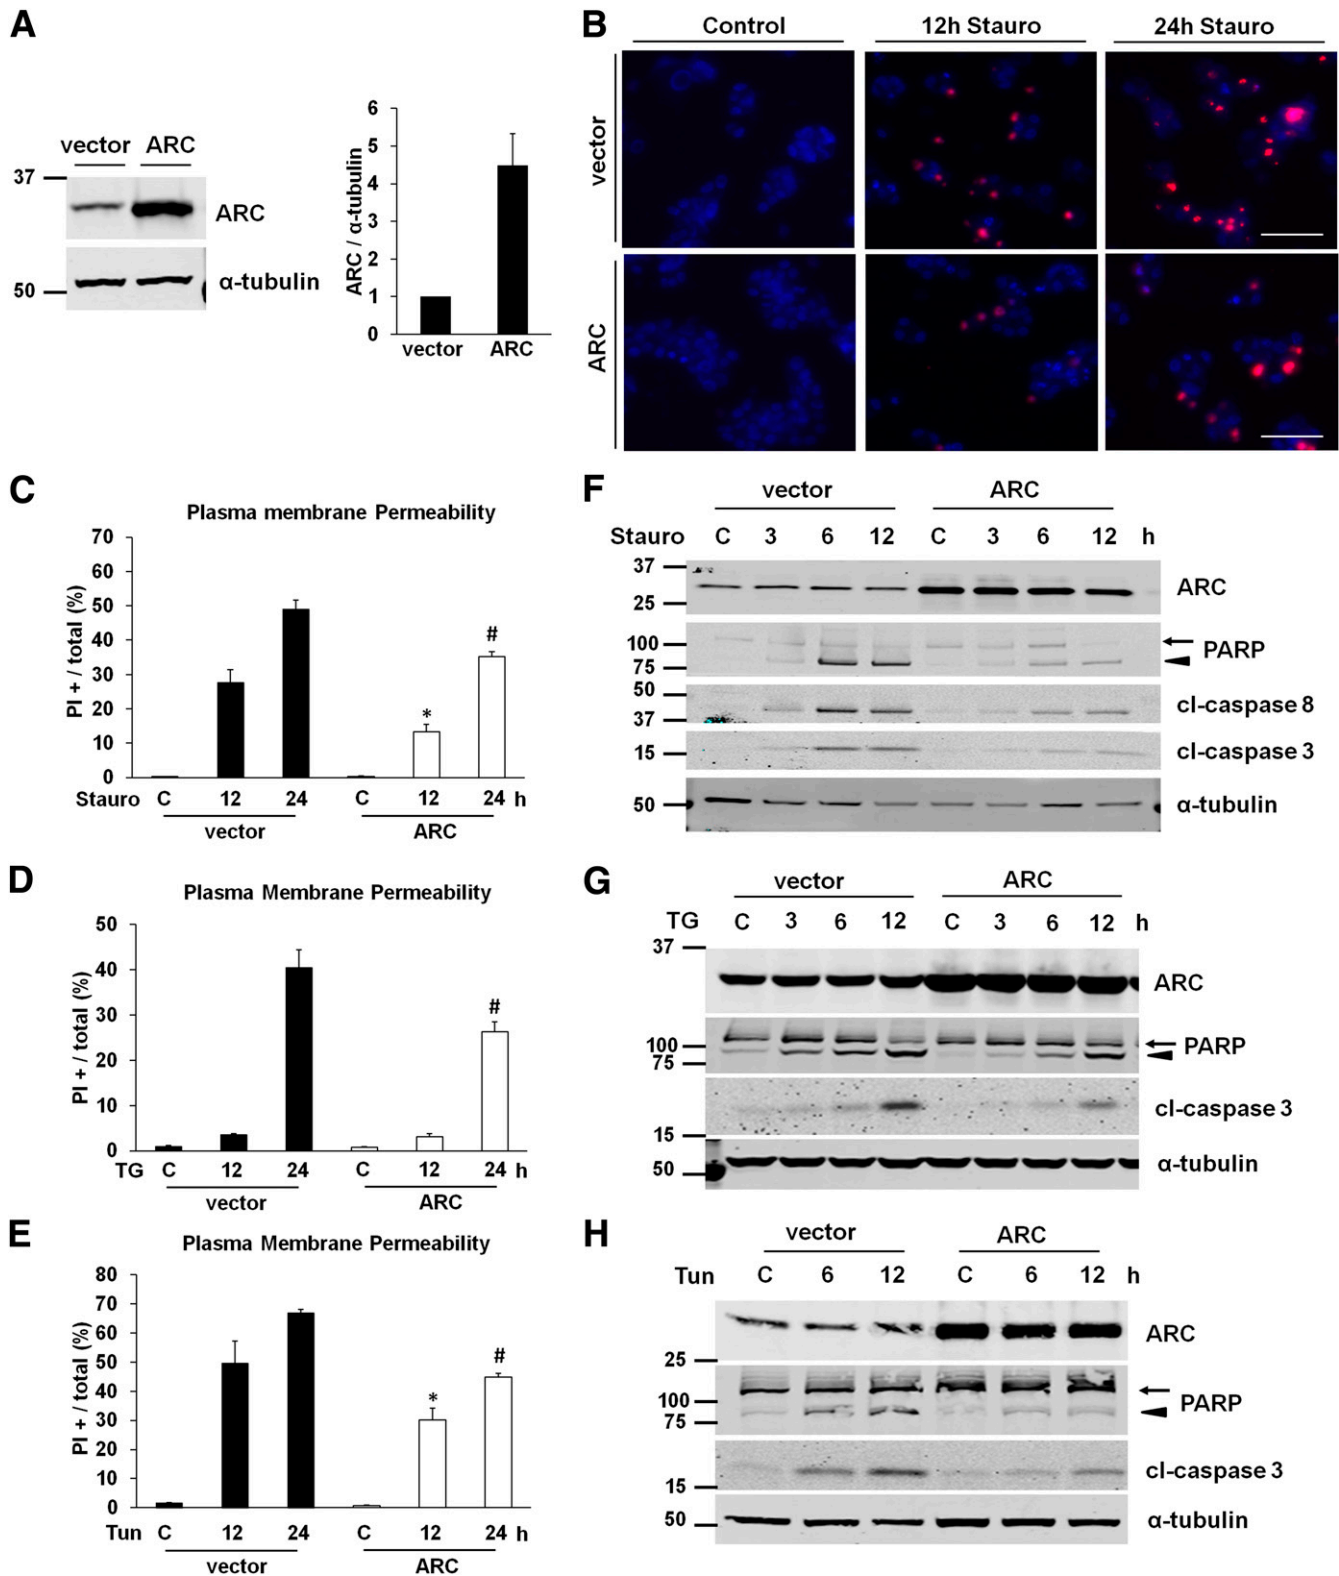 A
vector ARC
37
ARC
50
α-tubulin
6
5
4
3
2
1
0
ARC / α-tubulin
vector ARC
B
Control 12h Stauro 24h Stauro
vector
ARC
C
Plasma membrane Permeability
70
60
50
40
30
20
10
0
PI + / total (%)
* #
Stauro C 12 24 C 12 24 h
vector ARC
D
Plasma Membrane Permeability
50
40
30
20
10
0
PI + / total (%)
#
TG C 12 24 C 12 24 h
vector ARC
E
Plasma Membrane Permeability
80
70
60
50
40
30
20
10
0
PI + / total (%)
* #
Tun C 12 24 C 12 24 h
vector ARC
F
vector ARC
Stauro C 3 6 12 C 3 6 12 h
37
25
ARC
100
75
PARP
50
37
cl-caspase 8
15
cl-caspase 3
50
α-tubulin
G
vector ARC
TG C 3 6 12 C 3 6 12 h
37
ARC
100
75
PARP
cl-caspase 3
15
50
α-tubulin
H
vector ARC
Tun C 6 12 C 6 12 h
ARC
25
100
75
PARP
cl-caspase 3
15
50
α-tubulin